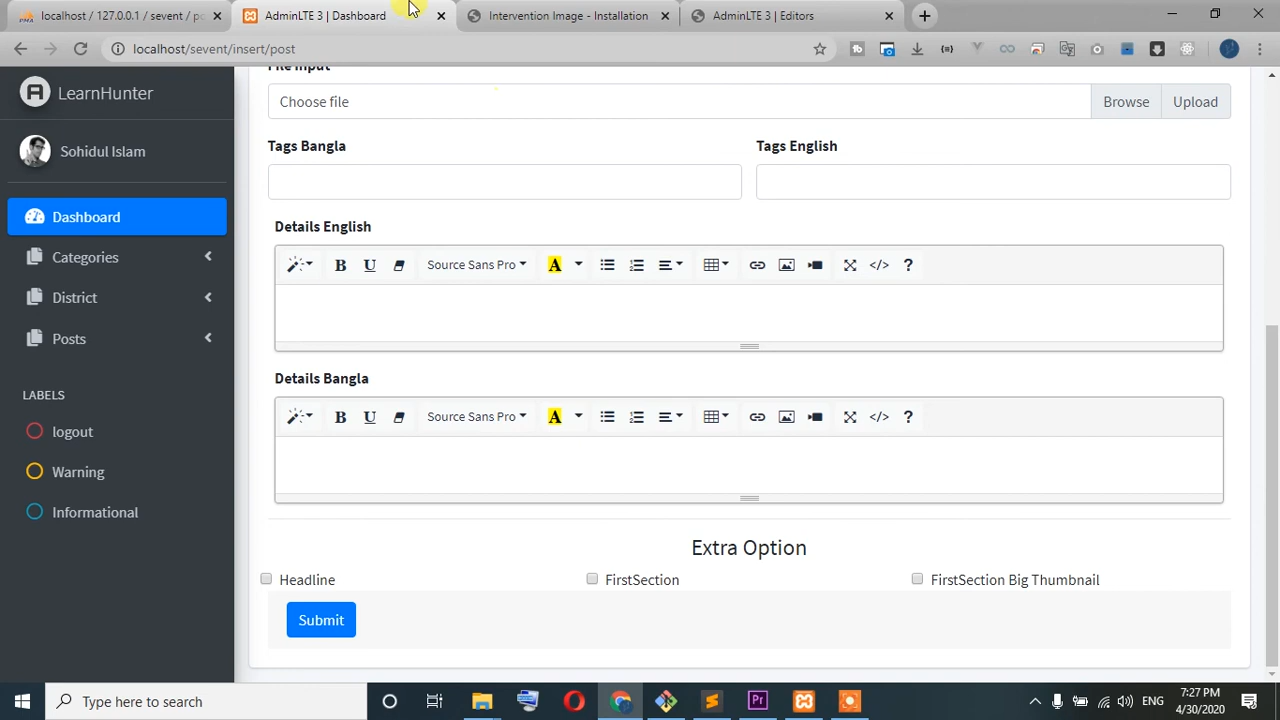 localhost / 127.0.0.1 / sevent / po
AdminLTE 3 | Dashboard
Intervention Image - Installation
AdminLTE 3 | Editors
localhost/sevent/insert/post
LearnHunter
File Input
Choose file
Browse
Upload
Sohidul Islam
Tags Bangla
Tags English
Dashboard
Details English
Categories
B U Source Sans Pro A </> ?
District
Posts
Details Bangla
LABELS
B U Source Sans Pro A </> ?
logout
Warning
Informational
Extra Option
Headline
FirstSection
FirstSection Big Thumbnail
Submit
Type here to search
ENG
7:27 PM
4/30/2020